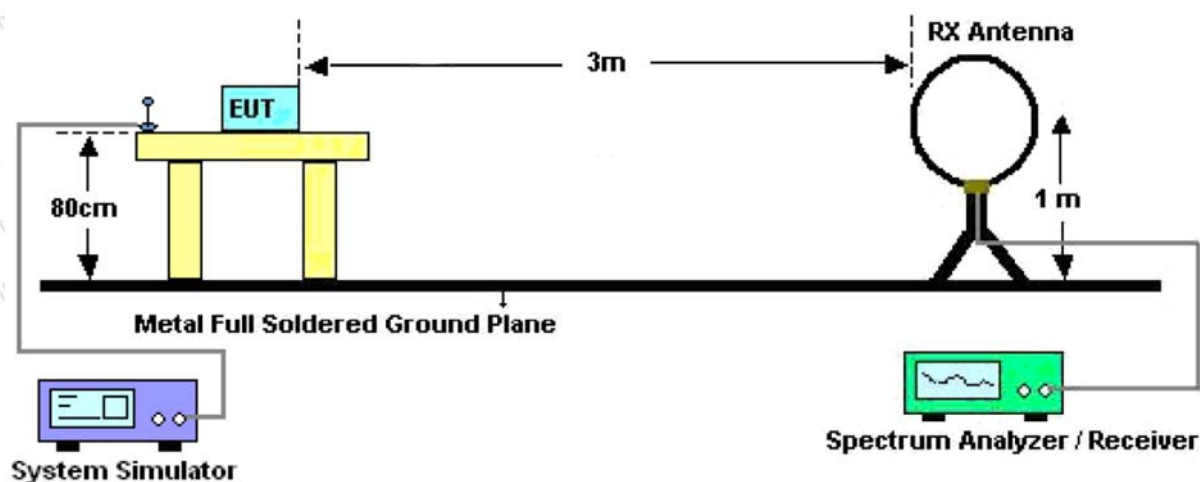 RX Antenna
3m
EUT
80cm
1 m
Metal Full Soldered Ground Plane
Spectrum Analyzer / Receiver
System Simulator